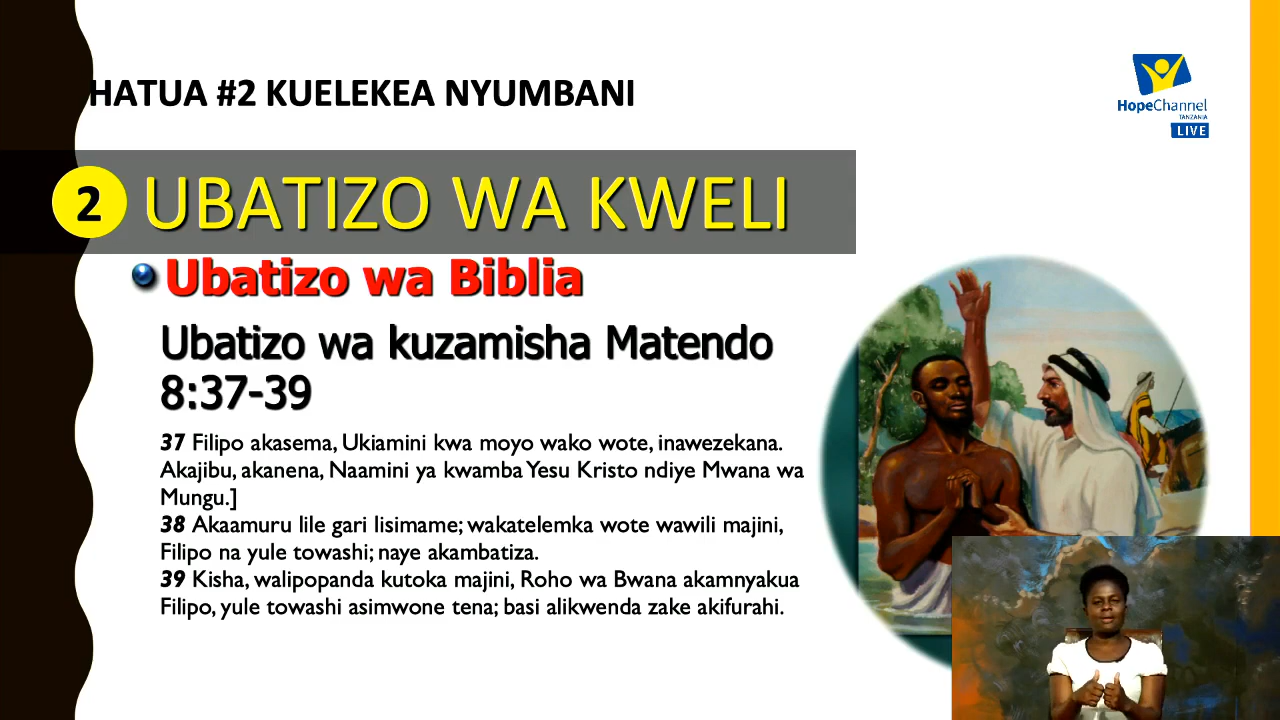 HATUA #2 KUELEKEA NYUMBANI
HopeChannel
TANZANIA
LIVE
2 UBATIZO WA KWELI
Ubatizo wa Biblia
Ubatizo wa kuzamisha Matendo
8:37-39
37 Filipo akasema, Ukiamini kwa moyo wako wote, inawezekana.
Akajibu, akanena, Naamini ya kwamba Yesu Kristo ndiye Mwana wa
Mungu.]
38 Akaamuru lile gari lisimame; wakatelemka wote wawili majini,
Filipo na yule towashi; naye akambatiza.
39 Kisha, walipopanda kutoka majini, Roho wa Bwana akamnyakua
Filipo, yule towashi asimwone tena; basi alikwenda zake akifurahi.